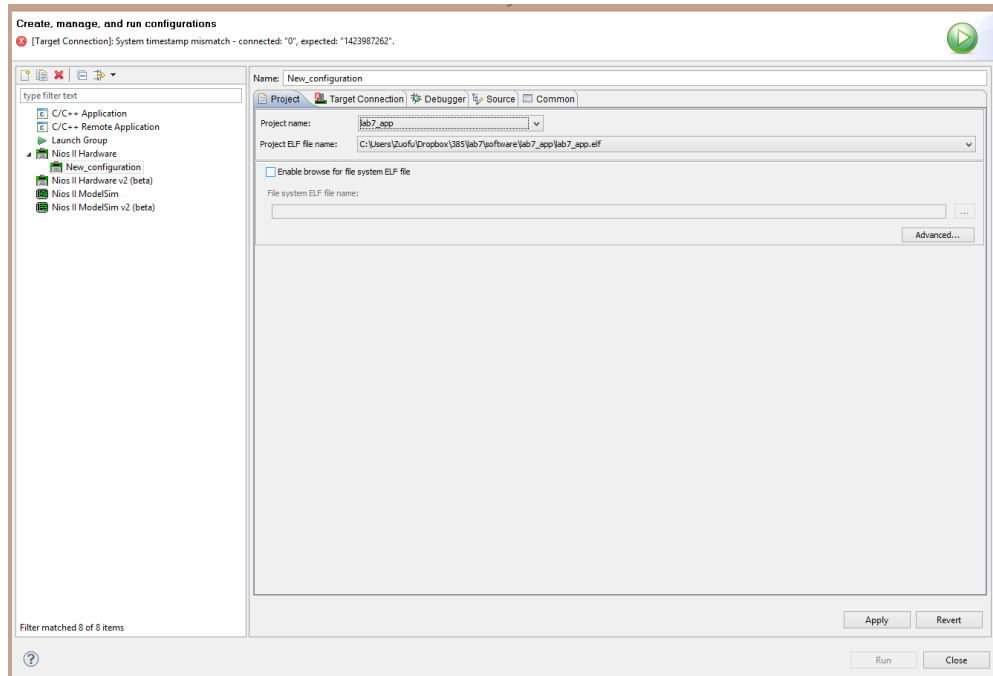 Create, manage, and run configurations
[Target Connection]: System timestamp mismatch - connected: "0", expected: "1423987262".
type filter text
C/C++ Application
C/C++ Remote Application
Launch Group
Nios II Hardware
New_configuration
Nios II Hardware v2 (beta)
Nios II ModelSim
Nios II ModelSim v2 (beta)
Filter matched 8 of 8 items
Name: New_configuration
Project Target Connection Debugger Source Common
Project name: lab7_app
Project ELF file name: C:\Users\Zuofu\Dropbox\385\lab7\software\lab7_app\lab7_app.elf
Enable browse for file system ELF file
File system ELF file name:
...
Advanced...
Apply Revert
? Run Close